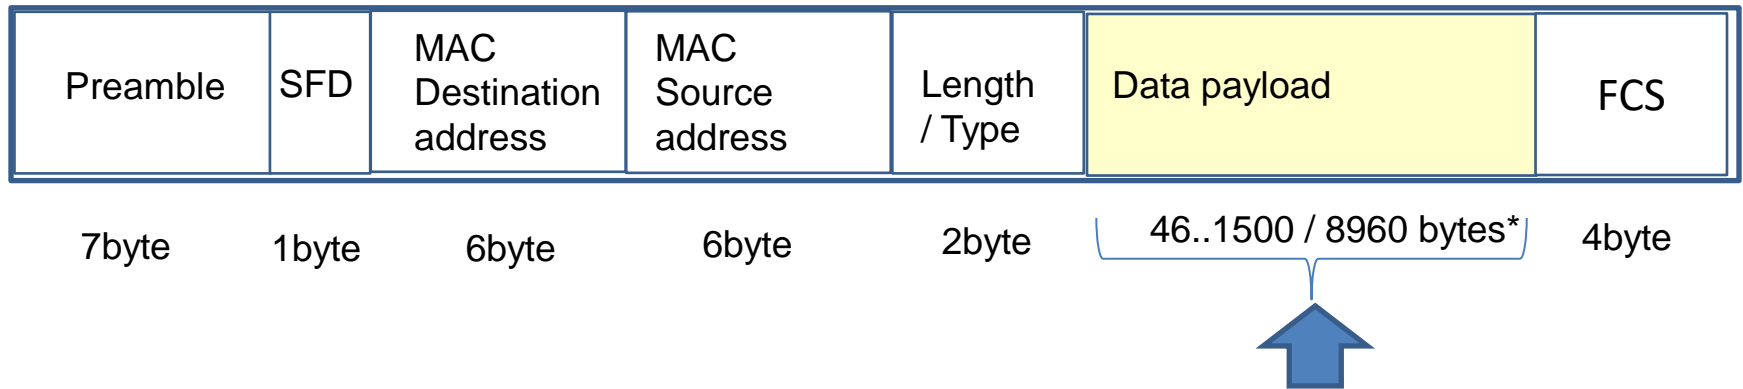 Preamble
SFD
MAC
Destination
address
MAC
Source
address
Length
/ Type
Data payload
FCS
7byte
1byte
6byte
6byte
2byte
46..1500 / 8960 bytes*
4byte